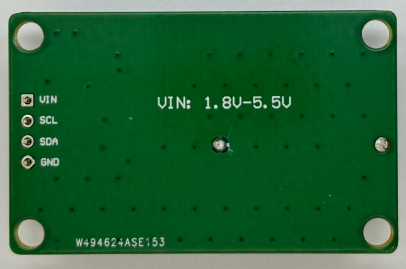 VIN
VIN: 1.8V-5.5V
SCL
SDA
GND
W494624ASE153